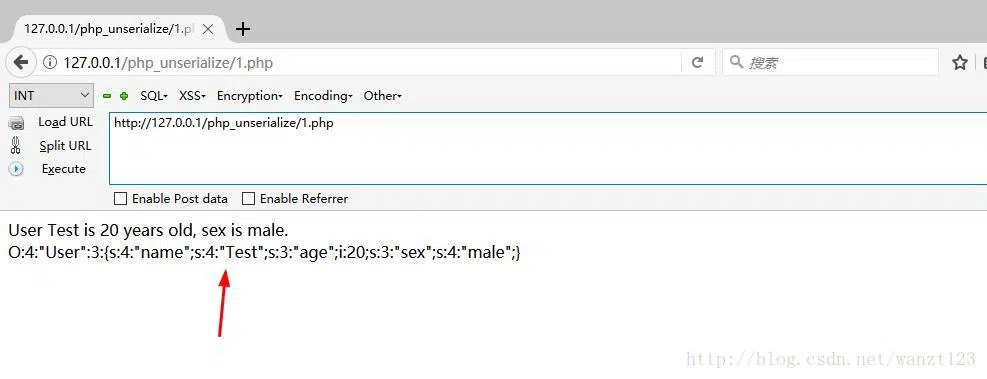 127.0.0.1/php_unserialize/1.pl
127.0.0.1/php_unserialize/1.php
搜索
INT
SQL▾ XSS▾ Encryption▾ Encoding▾ Other▾
Load URL
http://127.0.0.1/php_unserialize/1.php
Split URL
Execute
Enable Post data Enable Referrer
User Test is 20 years old, sex is male.
O:4:"User":3:{s:4:"name";s:4:"Test";s:3:"age";i:20;s:3:"sex";s:4:"male";}
http://blog.csdn.net/wanzt123